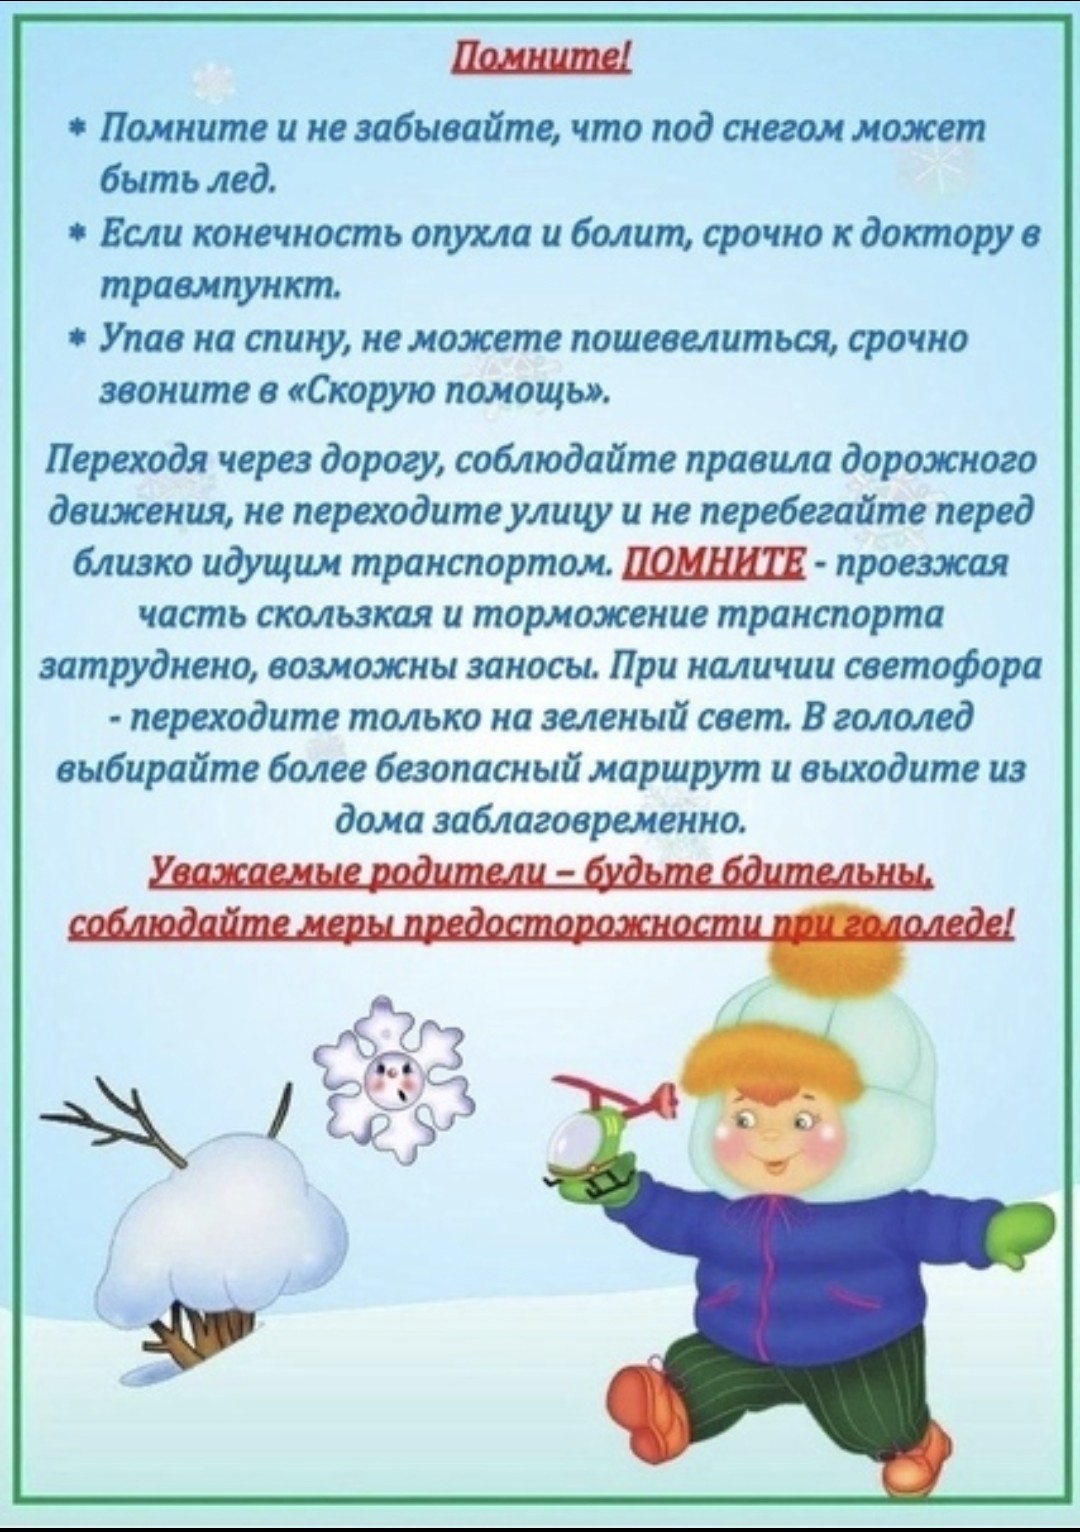 Помните!
* Помните и не забывайте, что под снегом может
быть лед.
* Если конечность опухла и болит, срочно к доктору в
травмпункт.
* Упав на спину, не можете пошевелиться, срочно
звоните в «Скорую помощь».
Переходя через дорогу, соблюдайте правила дорожного
движения, не переходите улицу и не перебегайте перед
близко идущим транспортом. ПОМНИТЕ - проезжая
часть скользкая и торможение транспорта
затруднено, возможны заносы. При наличии светофора
- переходите только на зеленый свет. В гололед
выбирайте более безопасный маршрут и выходите из
дома заблаговременно.
Уважаемые родители – будьте бдительны,
соблюдайте меры предосторожности при гололеде!